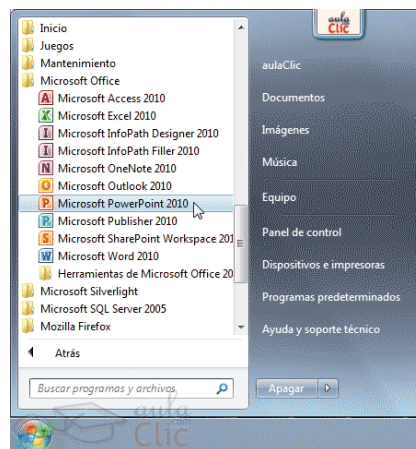 Inicio
Juegos
Mantenimiento
Microsoft Office
Microsoft Access 2010
Microsoft Excel 2010
Microsoft InfoPath Designer 2010
Microsoft InfoPath Filler 2010
Microsoft OneNote 2010
Microsoft Outlook 2010
Microsoft PowerPoint 2010
Microsoft Publisher 2010
Microsoft SharePoint Workspace 201
Microsoft Word 2010
Herramientas de Microsoft Office 20
Microsoft Silverlight
Microsoft SQL Server 2005
Mozilla Firefox
Atrás
Buscar programas y archivos
aula
Clic
aulaClic
Documentos
Imágenes
Música
Equipo
Panel de control
Dispositivos e impresoras
Programas predeterminados
Ayuda y soporte técnico
Apagar
aula
.com
Clic